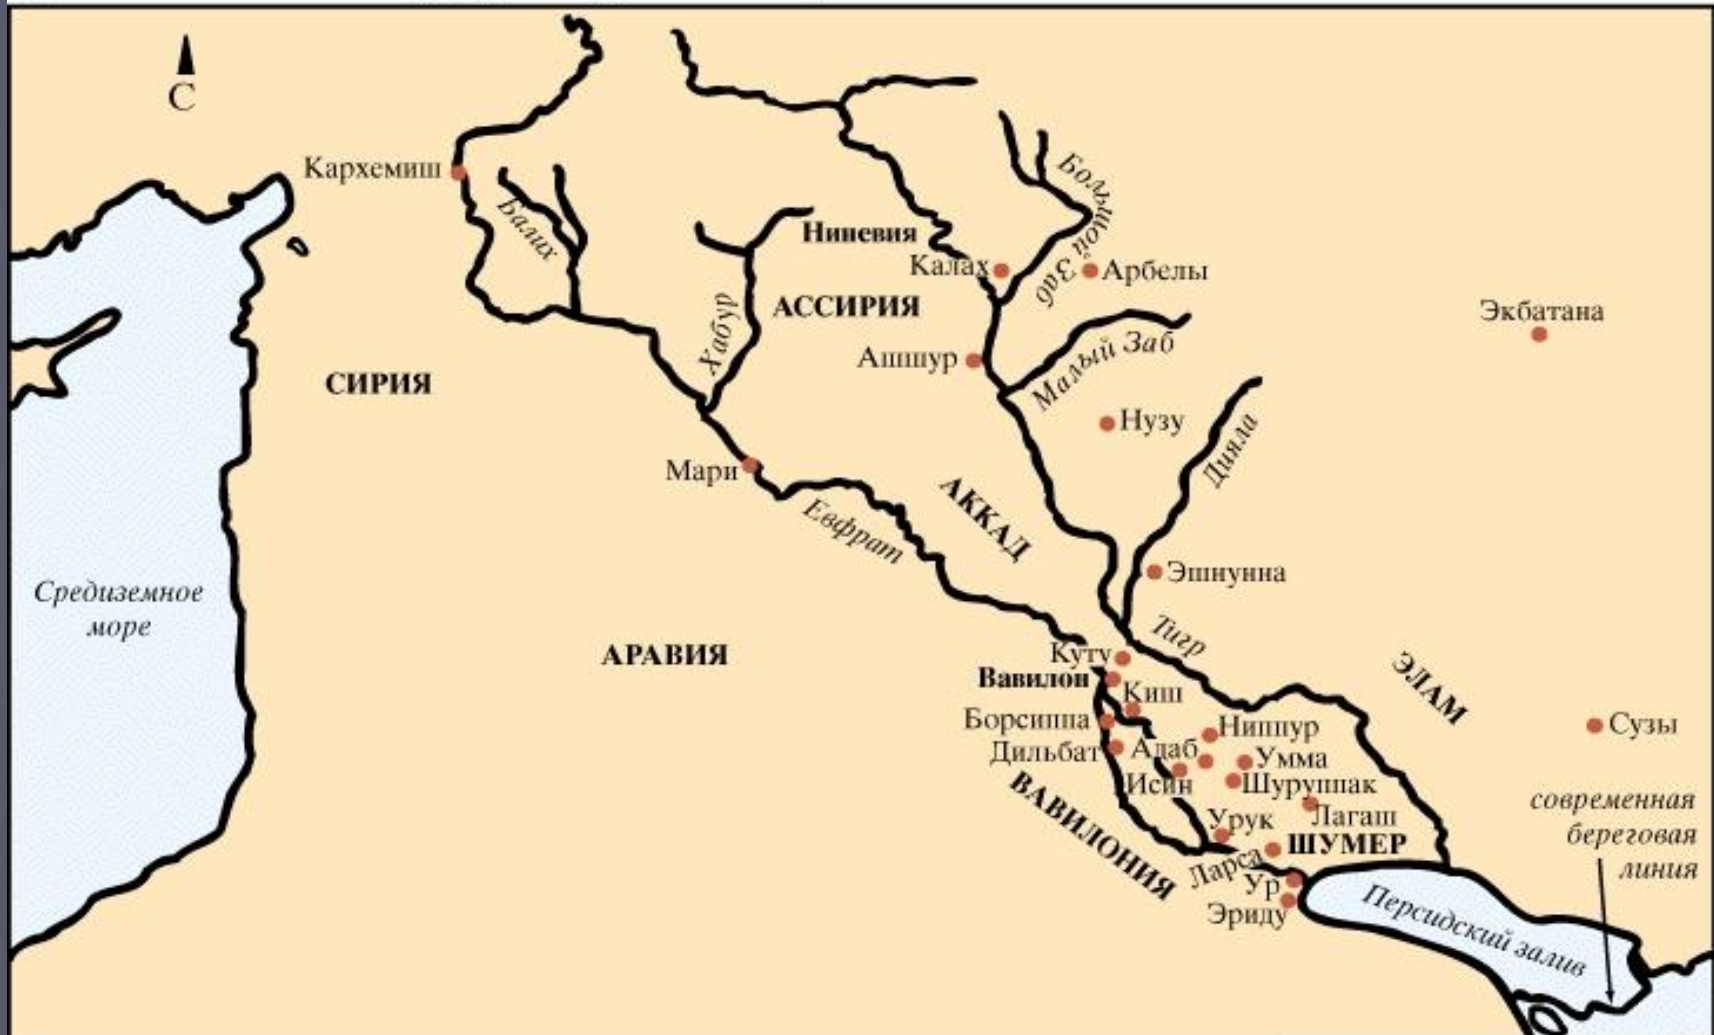 С
Кархемиш
Балих
Хабур
Ниневия
Калах
Большой Заб
Арбелы
АССИРИЯ
Ашшур
Малый Заб
Экбатана
СИРИЯ
Нузу
Дияла
Мари
Евфрат
АККАД
Эшнунна
Средиземное
море
АРАВИЯ
Тигр
Куту
Вавилон
Киш
ЭЛАМ
Борсиппа
Ниппур
Сузы
Дильбат
Адаб
Умма
Исин
Шуруппак
ВАВИЛОНИЯ
Лагаш
Урук
ШУМЕР
Ларса
Ур
Эриду
современная
береговая
линия
Персидский залив